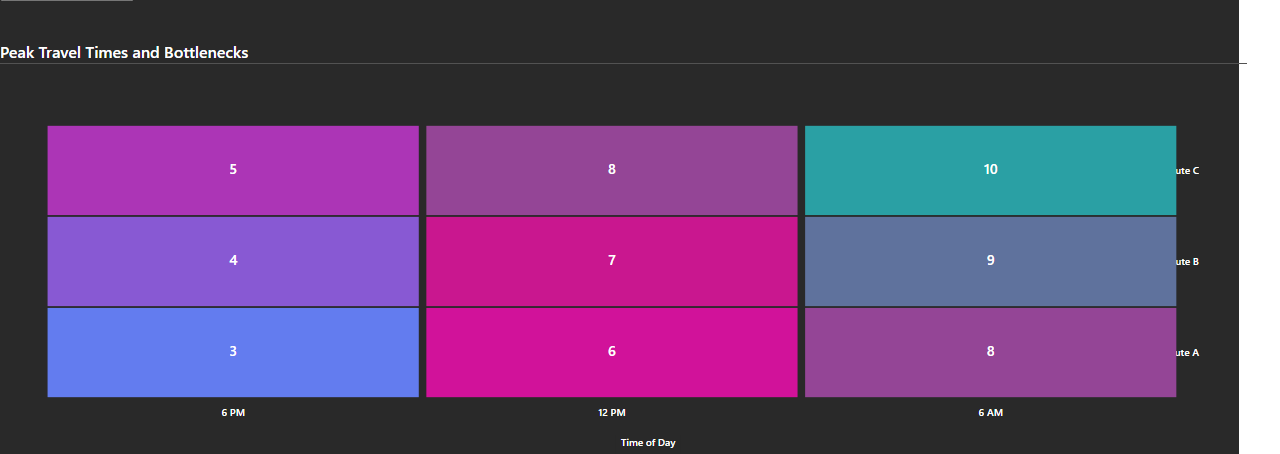 Peak Travel Times and Bottlenecks
5 8 10 ute C
4 7 9 ute B
3 6 8 ute A
6 PM 12 PM 6 AM
Time of Day